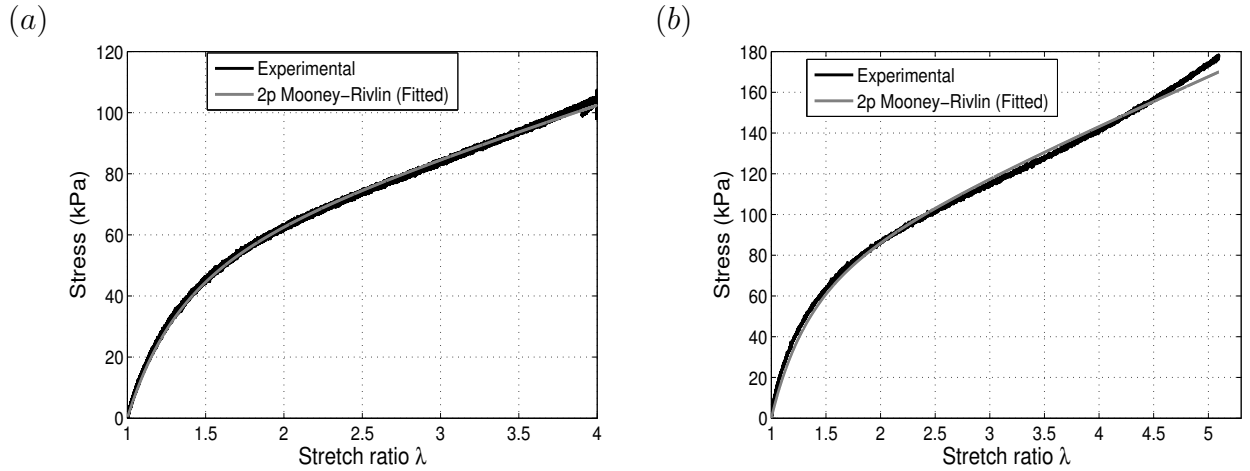 (a)
120
100
80
60
40
20
0
Stress (kPa)
Experimental
2p Mooney−Rivlin (Fitted)
1 1.5 2 2.5 3 3.5 4
Stretch ratio λ
(b)
180
160
140
120
100
80
60
40
20
0
Stress (kPa)
Experimental
2p Mooney−Rivlin (Fitted)
1 1.5 2 2.5 3 3.5 4 4.5 5
Stretch ratio λ